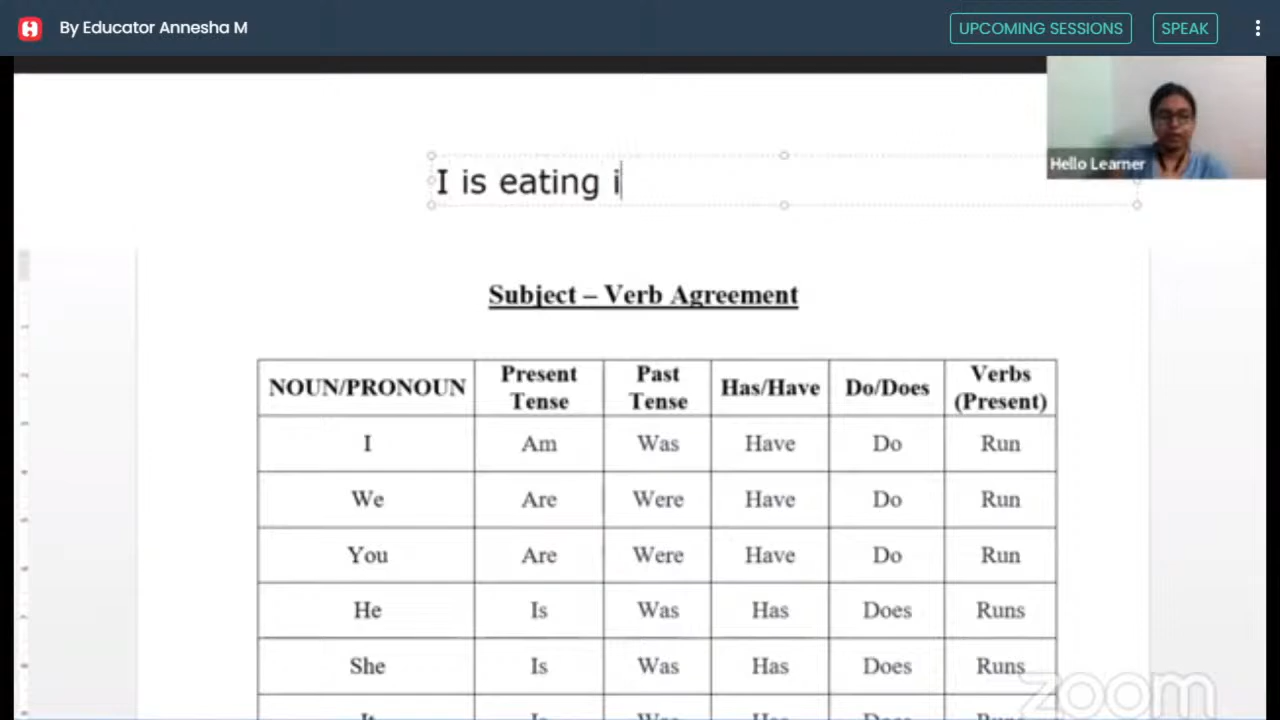 By Educator Annesha M
UPCOMING SESSIONS
SPEAK
Hello Learner
I is eating i
Subject – Verb Agreement
NOUN/PRONOUN Present Tense Past Tense Has/Have Do/Does Verbs (Present)
I Am Was Have Do Run
We Are Were Have Do Run
You Are Were Have Do Run
He Is Was Has Does Runs
She Is Was Has Does Runs
zoom